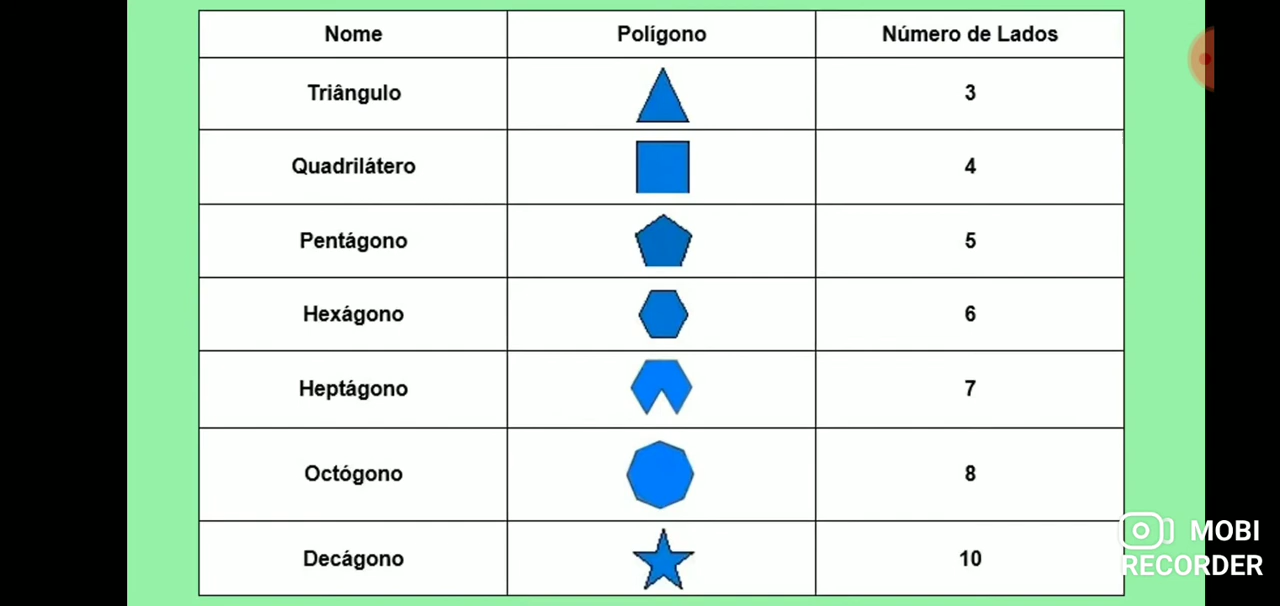 Nome Polígono Número de Lados
Triângulo 3
Quadrilátero 4
Pentágono 5
Hexágono 6
Heptágono 7
Octógono 8
Decágono 10
MOBI
RECORDER